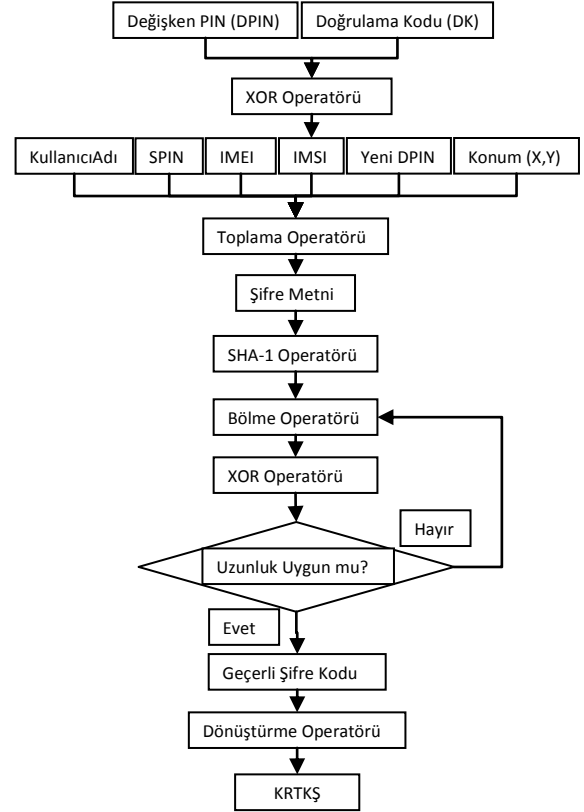 Değişken PIN (DPIN)
Doğrulama Kodu (DK)
XOR Operatörü
KullanıcıAdı
SPIN
IMEI
IMSI
Yeni DPIN
Konum (X,Y)
Toplama Operatörü
Şifre Metni
SHA-1 Operatörü
Bölme Operatörü
XOR Operatörü
Hayır
Uzunluk Uygun mu?
Evet
Geçerli Şifre Kodu
Dönüştürme Operatörü
KRTKŞ